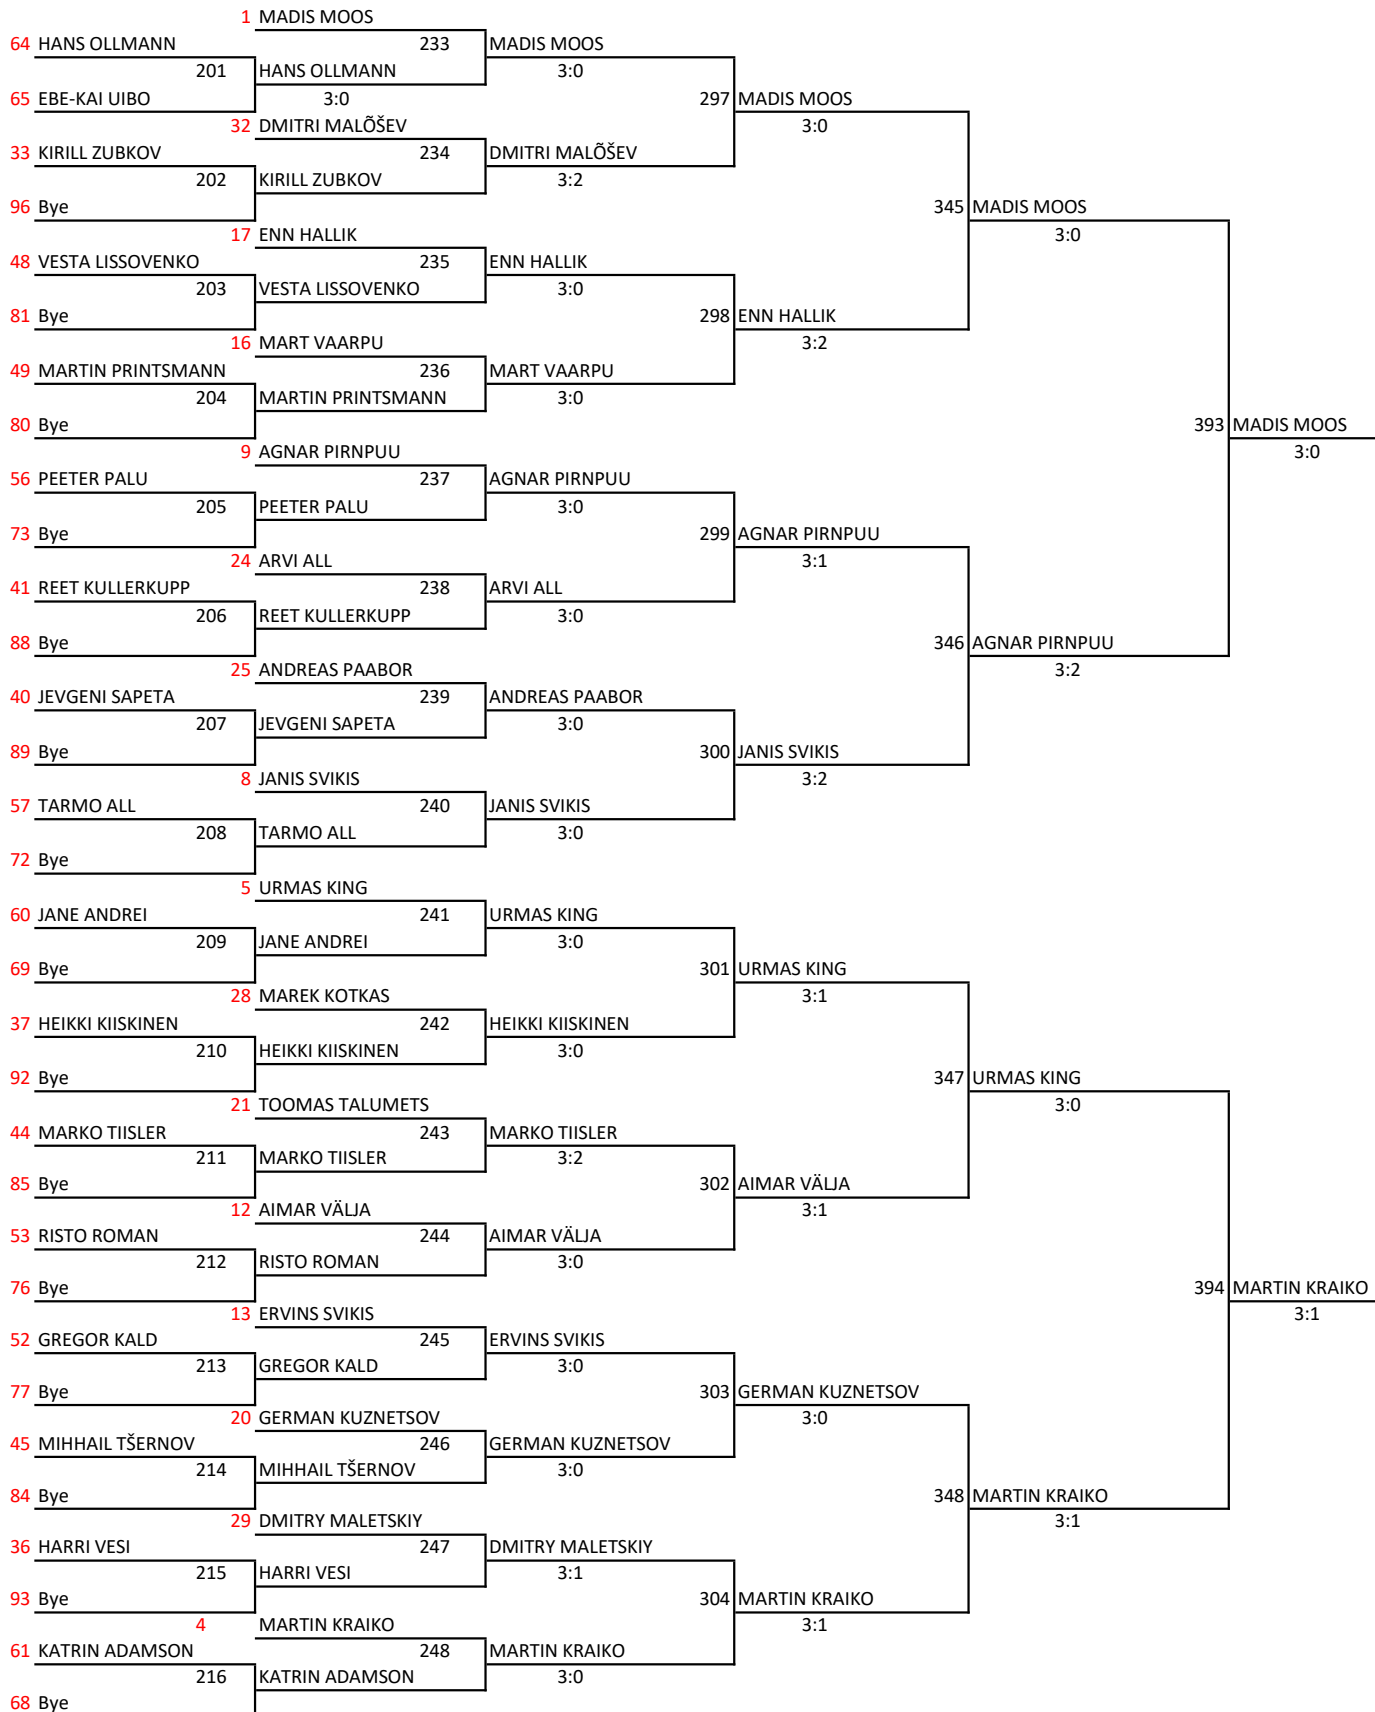 1 MADIS MOOS
64 HANS OLLMANN 233 MADIS MOOS
201 HANS OLLMANN 3:0
65 EBE-KAI UIBO 3:0 297 MADIS MOOS
32 DMITRI MALÕŠEV 3:0
33 KIRILL ZUBKOV 234 DMITRI MALÕŠEV
202 KIRILL ZUBKOV 3:2
96 Bye 345 MADIS MOOS
17 ENN HALLIK 3:0
48 VESTA LISSOVENKO 235 ENN HALLIK
203 VESTA LISSOVENKO 3:0
81 Bye 298 ENN HALLIK
16 MART VAARPU 3:2
49 MARTIN PRINTSMANN 236 MART VAARPU
204 MARTIN PRINTSMANN 3:0
80 Bye 393 MADIS MOOS
9 AGNAR PIRNPUU 3:0
56 PEETER PALU 237 AGNAR PIRNPUU
205 PEETER PALU 3:0
73 Bye 299 AGNAR PIRNPUU
24 ARVI ALL 3:1
41 REET KULLERKUPP 238 ARVI ALL
206 REET KULLERKUPP 3:0
88 Bye 346 AGNAR PIRNPUU
25 ANDREAS PAABOR 3:2
40 JEVGENI SAPETA 239 ANDREAS PAABOR
207 JEVGENI SAPETA 3:0
89 Bye 300 JANIS SVIKIS
8 JANIS SVIKIS 3:2
57 TARMO ALL 240 JANIS SVIKIS
208 TARMO ALL 3:0
72 Bye
5 URMAS KING
60 JANE ANDREI 241 URMAS KING
209 JANE ANDREI 3:0
69 Bye 301 URMAS KING
28 MAREK KOTKAS 3:1
37 HEIKKI KIISKINEN 242 HEIKKI KIISKINEN
210 HEIKKI KIISKINEN 3:0
92 Bye 347 URMAS KING
21 TOOMAS TALUMETS 3:0
44 MARKO TIISLER 243 MARKO TIISLER
211 MARKO TIISLER 3:2
85 Bye 302 AIMAR VÄLJA
12 AIMAR VÄLJA 3:1
53 RISTO ROMAN 244 AIMAR VÄLJA
212 RISTO ROMAN 3:0
76 Bye 394 MARTIN KRAIKO
13 ERVINS SVIKIS 3:1
52 GREGOR KALD 245 ERVINS SVIKIS
213 GREGOR KALD 3:0
77 Bye 303 GERMAN KUZNETSOV
20 GERMAN KUZNETSOV 3:0
45 MIHHAIL TŠERNOV 246 GERMAN KUZNETSOV
214 MIHHAIL TŠERNOV 3:0
84 Bye 348 MARTIN KRAIKO
29 DMITRY MALETSKIY 3:1
36 HARRI VESI 247 DMITRY MALETSKIY
215 HARRI VESI 3:1
93 Bye 304 MARTIN KRAIKO
4 MARTIN KRAIKO 3:1
61 KATRIN ADAMSON 248 MARTIN KRAIKO
216 KATRIN ADAMSON 3:0
68 Bye